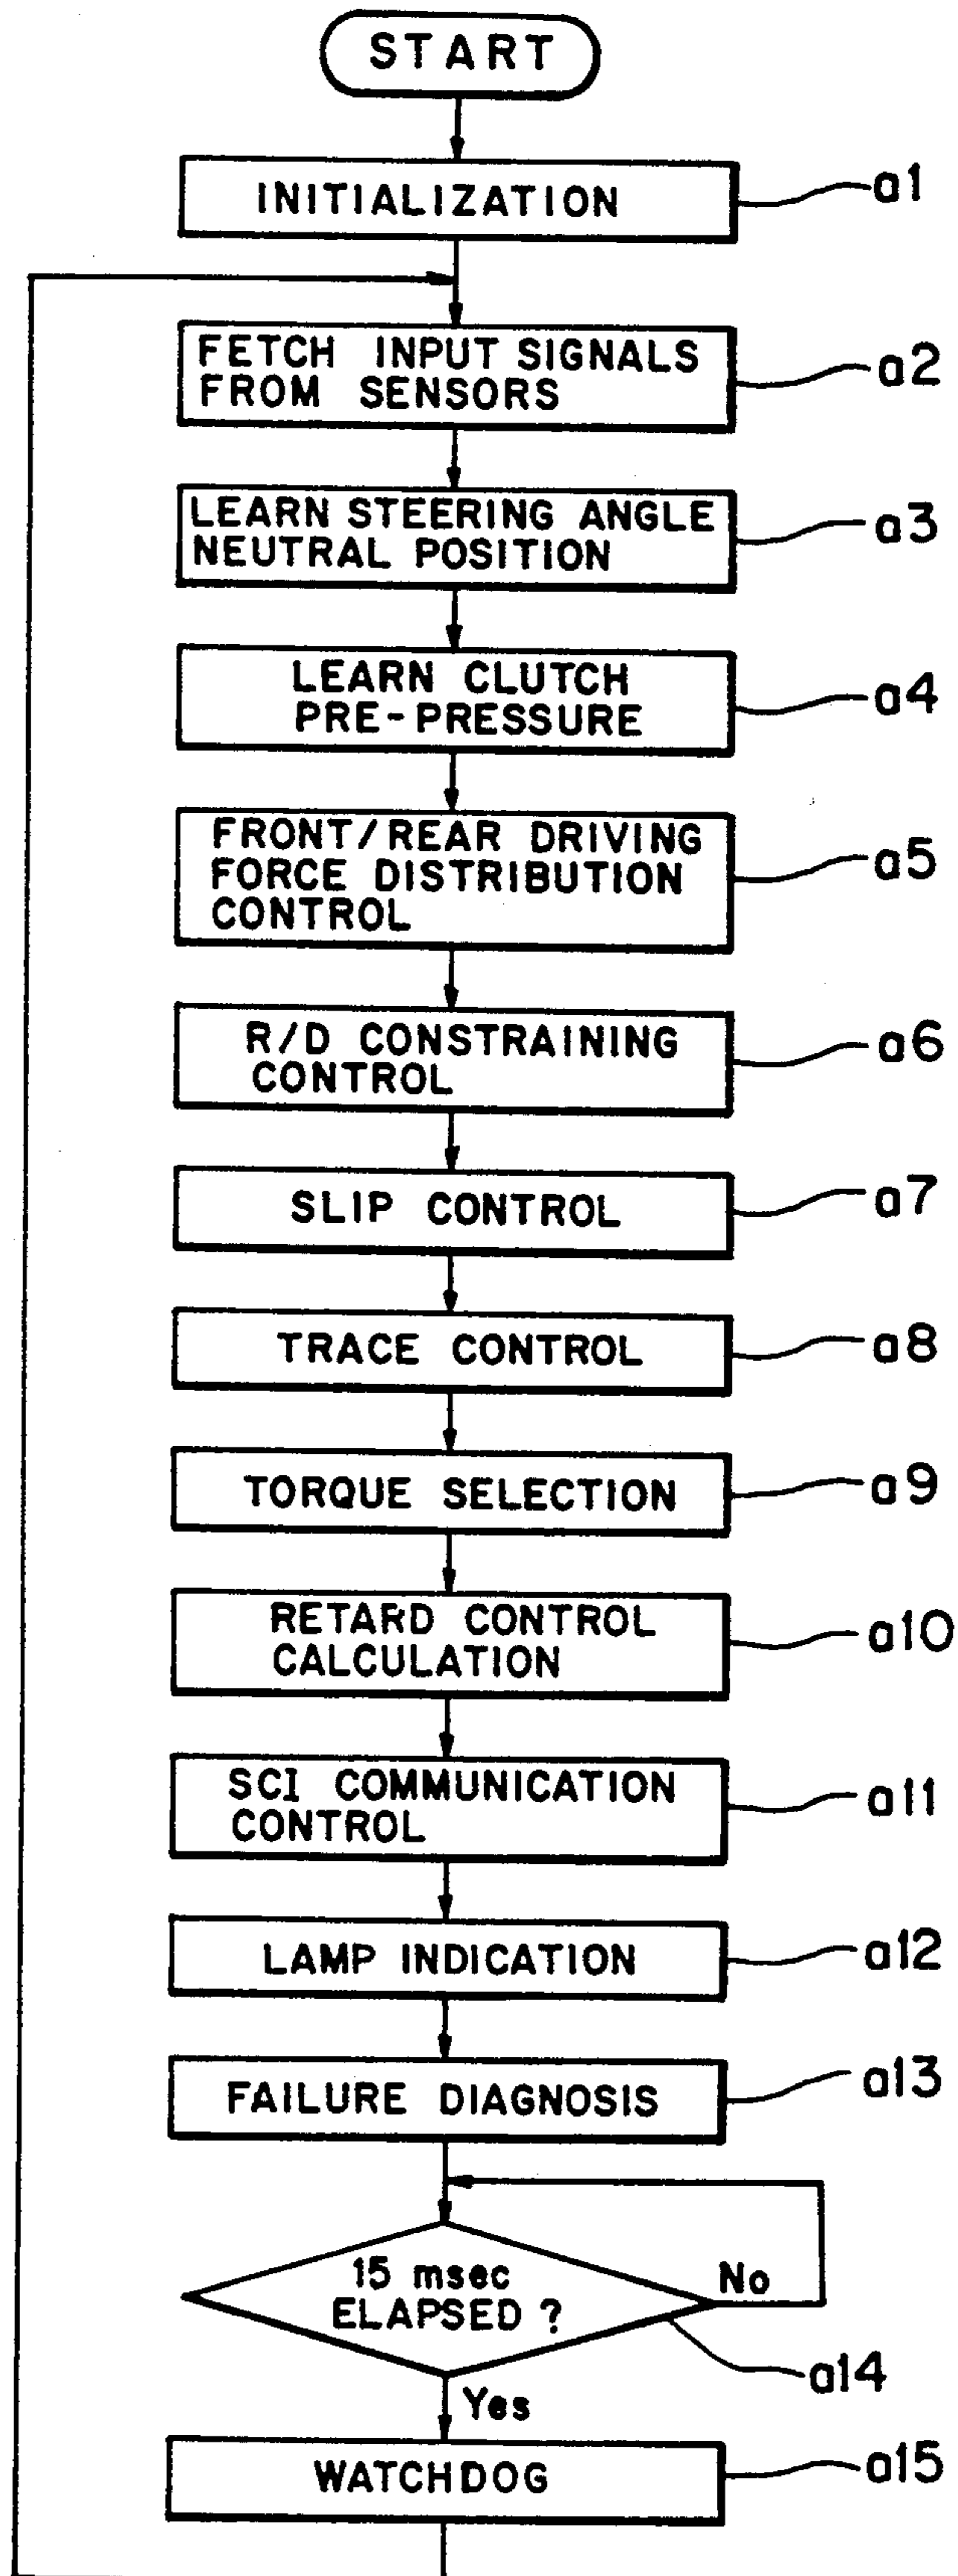 START
INITIALIZATION
a1
FETCH INPUT SIGNALS
FROM SENSORS
a2
LEARN STEERING ANGLE
NEUTRAL POSITION
a3
LEARN CLUTCH
PRE-PRESSURE
a4
FRONT/REAR DRIVING
FORCE DISTRIBUTION
CONTROL
a5
R/D CONSTRAINING
CONTROL
a6
SLIP CONTROL
a7
TRACE CONTROL
a8
TORQUE SELECTION
a9
RETARD CONTROL
CALCULATION
a10
SCI COMMUNICATION
CONTROL
a11
LAMP INDICATION
a12
FAILURE DIAGNOSIS
a13
15 msec
ELAPSED ?
No
a14
Yes
WATCHDOG
a15